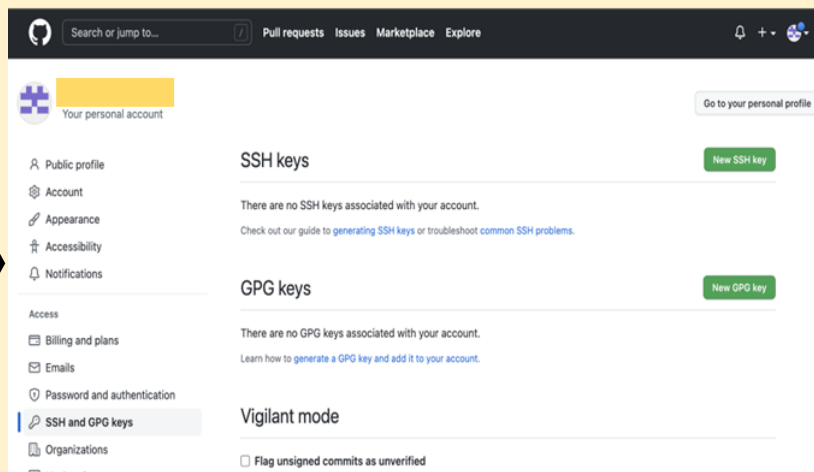 Search or jump to...
/
Pull requests Issues Marketplace Explore
Your personal account
Go to your personal profile
Public profile
Account
Appearance
Accessibility
Notifications
Access
Billing and plans
Emails
Password and authentication
SSH and GPG keys
Organizations
SSH keys
New SSH key
There are no SSH keys associated with your account.
Check out our guide to generating SSH keys or troubleshoot common SSH problems.
GPG keys
New GPG key
There are no GPG keys associated with your account.
Learn how to generate a GPG key and add it to your account.
Vigilant mode
Flag unsigned commits as unverified